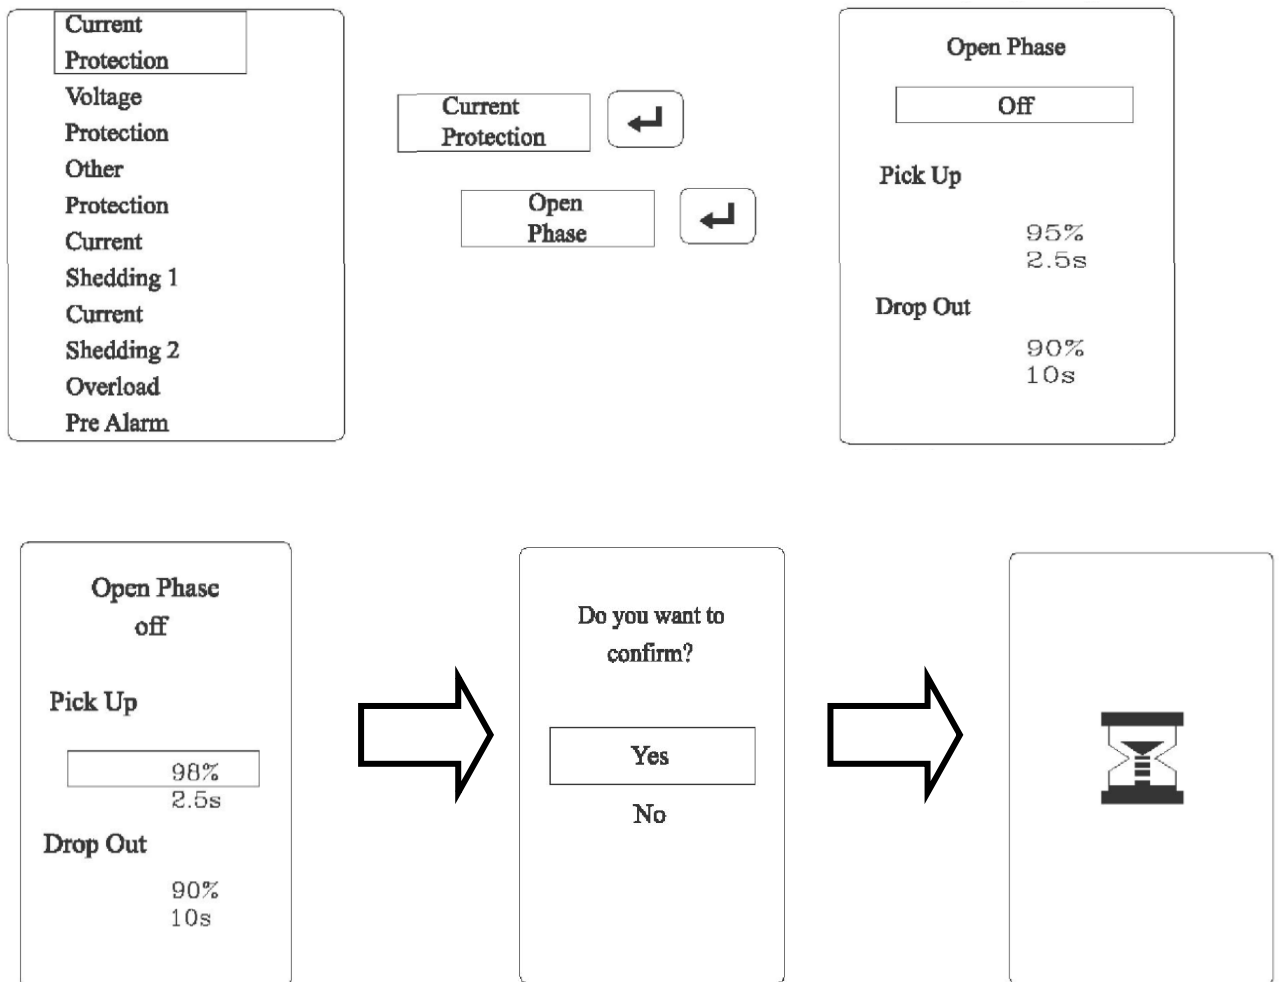 Current
Protection
Voltage
Protection
Other
Protection
Current
Shedding 1
Current
Shedding 2
Overload
Pre Alarm
Current
Protection
Open
Phase
Open Phase
Off
Pick Up
95%
2.5s
Drop Out
90%
10s
Open Phase
off
Pick Up
98%
2.5s
Drop Out
90%
10s
Do you want to
confirm?
Yes
No